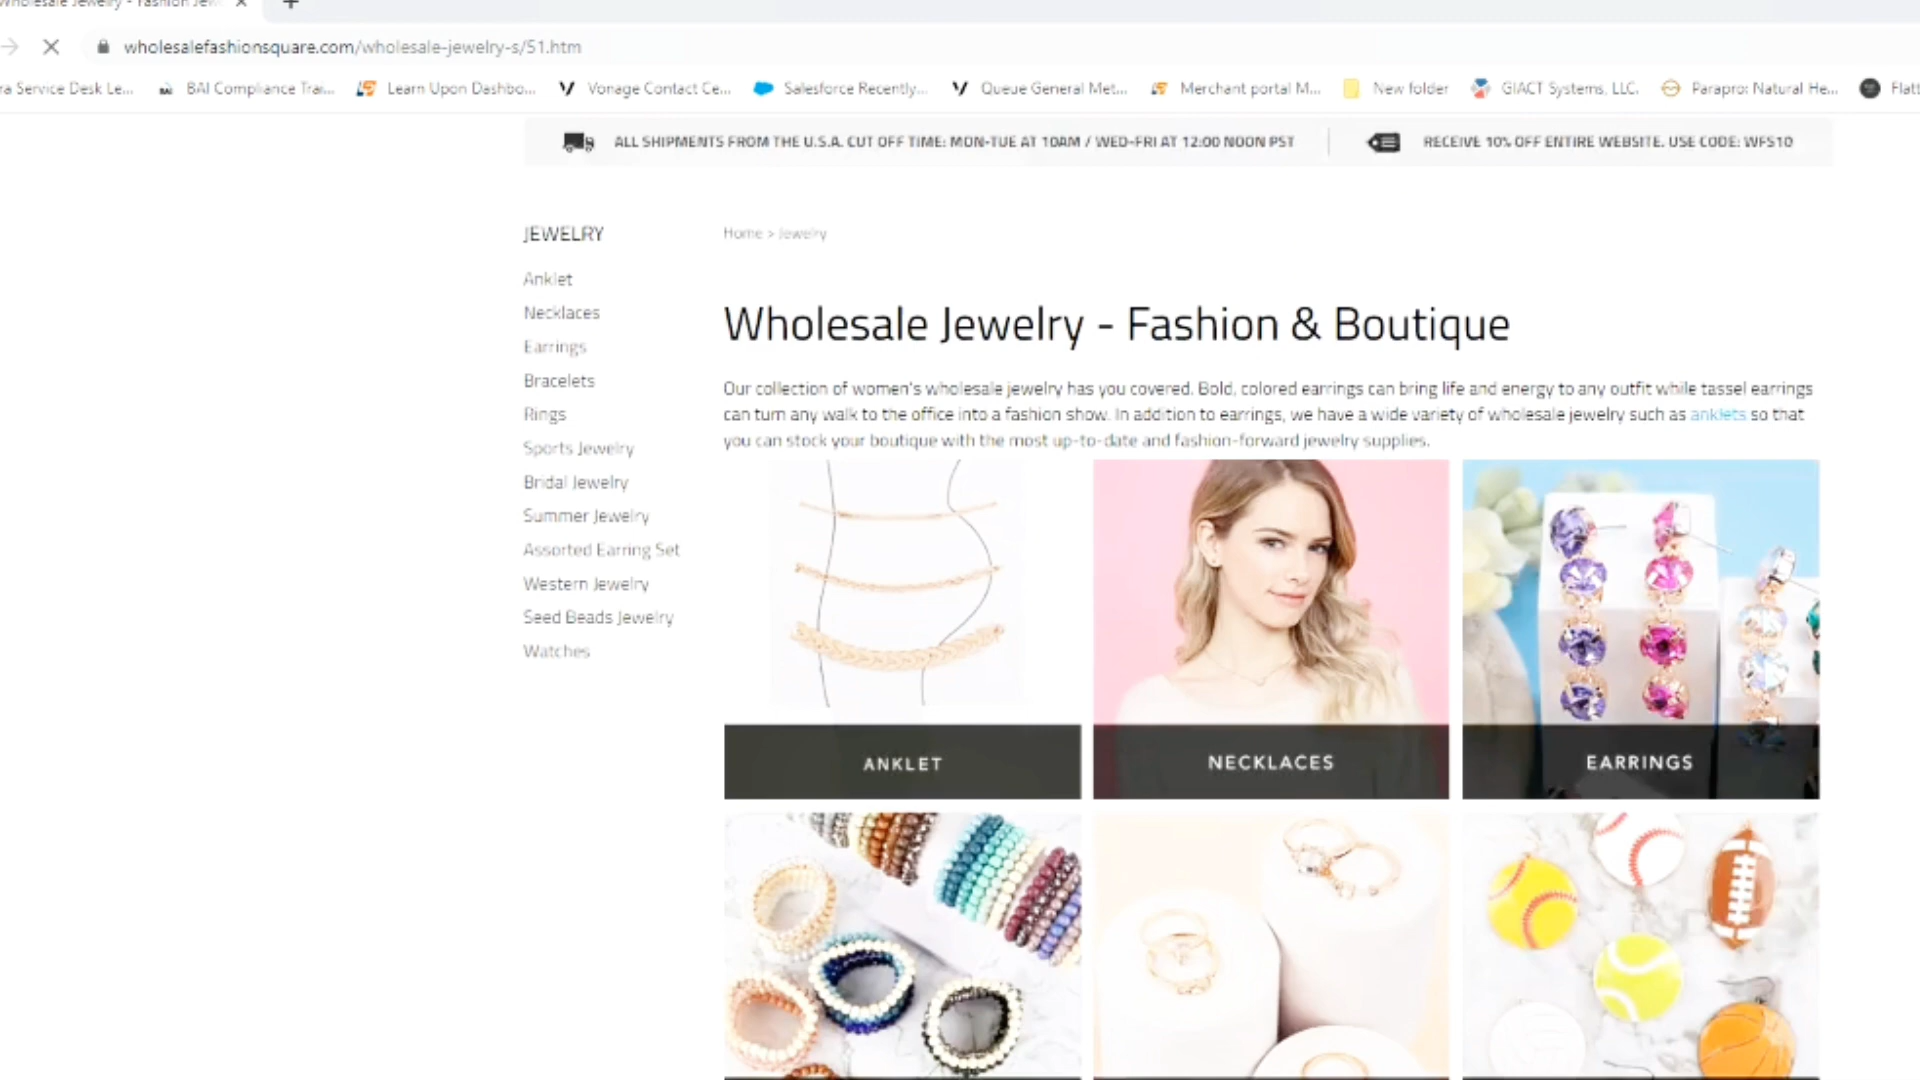 Wholesale Jewelry - Fashion Jew
wholesalefashionsquare.com/wholesale-jewelry-s/51.htm
ra Service Desk Le... BAI Compliance Trai... Learn Upon Dashbo... Vonage Contact Ce... Salesforce Recently... Queue General Met... Merchant portal M... New folder GIACT Systems, LLC. Parapro: Natural He... Flatt
ALL SHIPMENTS FROM THE U.S.A. CUT OFF TIME: MON-TUE AT 10AM / WED-FRI AT 12:00 NOON PST RECEIVE 10% OFF ENTIRE WEBSITE. USE CODE: WFS10
JEWELRY
Anklet
Necklaces
Earrings
Bracelets
Rings
Sports Jewelry
Bridal Jewelry
Summer Jewelry
Assorted Earring Set
Western Jewelry
Seed Beads Jewelry
Watches
Home > Jewelry
Wholesale Jewelry - Fashion & Boutique
Our collection of women's wholesale jewelry has you covered. Bold, colored earrings can bring life and energy to any outfit while tassel earrings
can turn any walk to the office into a fashion show. In addition to earrings, we have a wide variety of wholesale jewelry such as anklets so that
you can stock your boutique with the most up-to-date and fashion-forward jewelry supplies.
ANKLET
NECKLACES
EARRINGS